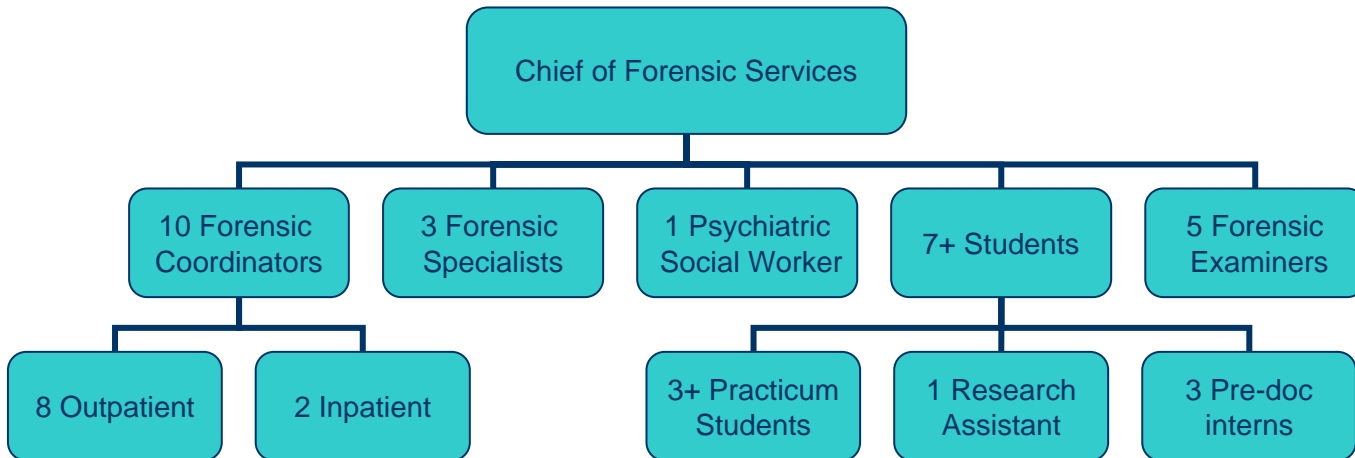 Chief of Forensic Services
10 Forensic
Coordinators
3 Forensic
Specialists
1 Psychiatric
Social Worker
7+ Students
5 Forensic
Examiners
8 Outpatient
2 Inpatient
3+ Practicum
Students
1 Research
Assistant
3 Pre-doc
interns